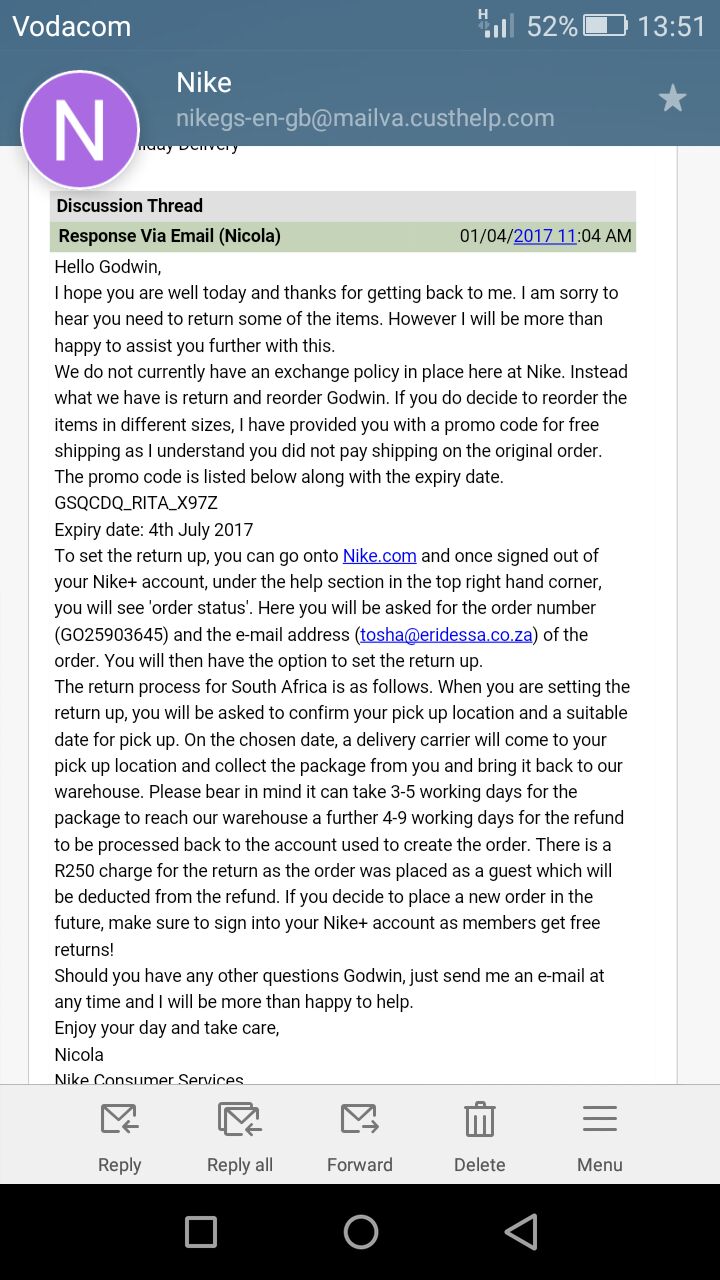 Vodacom H 52% 13:51
N
Nike
nikegs-en-gb@mailva.custhelp.com
Delivery
Discussion Thread
Response Via Email (Nicola) 01/04/2017 11:04 AM
Hello Godwin,
I hope you are well today and thanks for getting back to me. I am sorry to
hear you need to return some of the items. However I will be more than
happy to assist you further with this.
We do not currently have an exchange policy in place here at Nike. Instead
what we have is return and reorder Godwin. If you do decide to reorder the
items in different sizes, I have provided you with a promo code for free
shipping as I understand you did not pay shipping on the original order.
The promo code is listed below along with the expiry date.
GSQCDQ_RITA_X97Z
Expiry date: 4th July 2017
To set the return up, you can go onto Nike.com and once signed out of
your Nike+ account, under the help section in the top right hand corner,
you will see 'order status'. Here you will be asked for the order number
(GO25903645) and the e-mail address (tosha@eridessa.co.za) of the
order. You will then have the option to set the return up.
The return process for South Africa is as follows. When you are setting the
return up, you will be asked to confirm your pick up location and a suitable
date for pick up. On the chosen date, a delivery carrier will come to your
pick up location and collect the package from you and bring it back to our
warehouse. Please bear in mind it can take 3-5 working days for the
package to reach our warehouse a further 4-9 working days for the refund
to be processed back to the account used to create the order. There is a
R250 charge for the return as the order was placed as a guest which will
be deducted from the refund. If you decide to place a new order in the
future, make sure to sign into your Nike+ account as members get free
returns!
Should you have any other questions Godwin, just send me an e-mail at
any time and I will be more than happy to help.
Enjoy your day and take care,
Nicola
Nike Consumer Services
Reply Reply all Forward Delete Menu